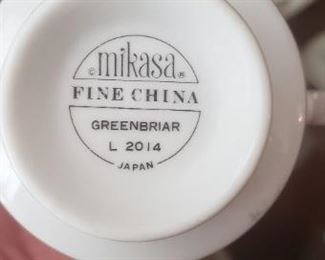 © mikasa ®
FINE CHINA
GREENBRIAR
L 2014
JAPAN